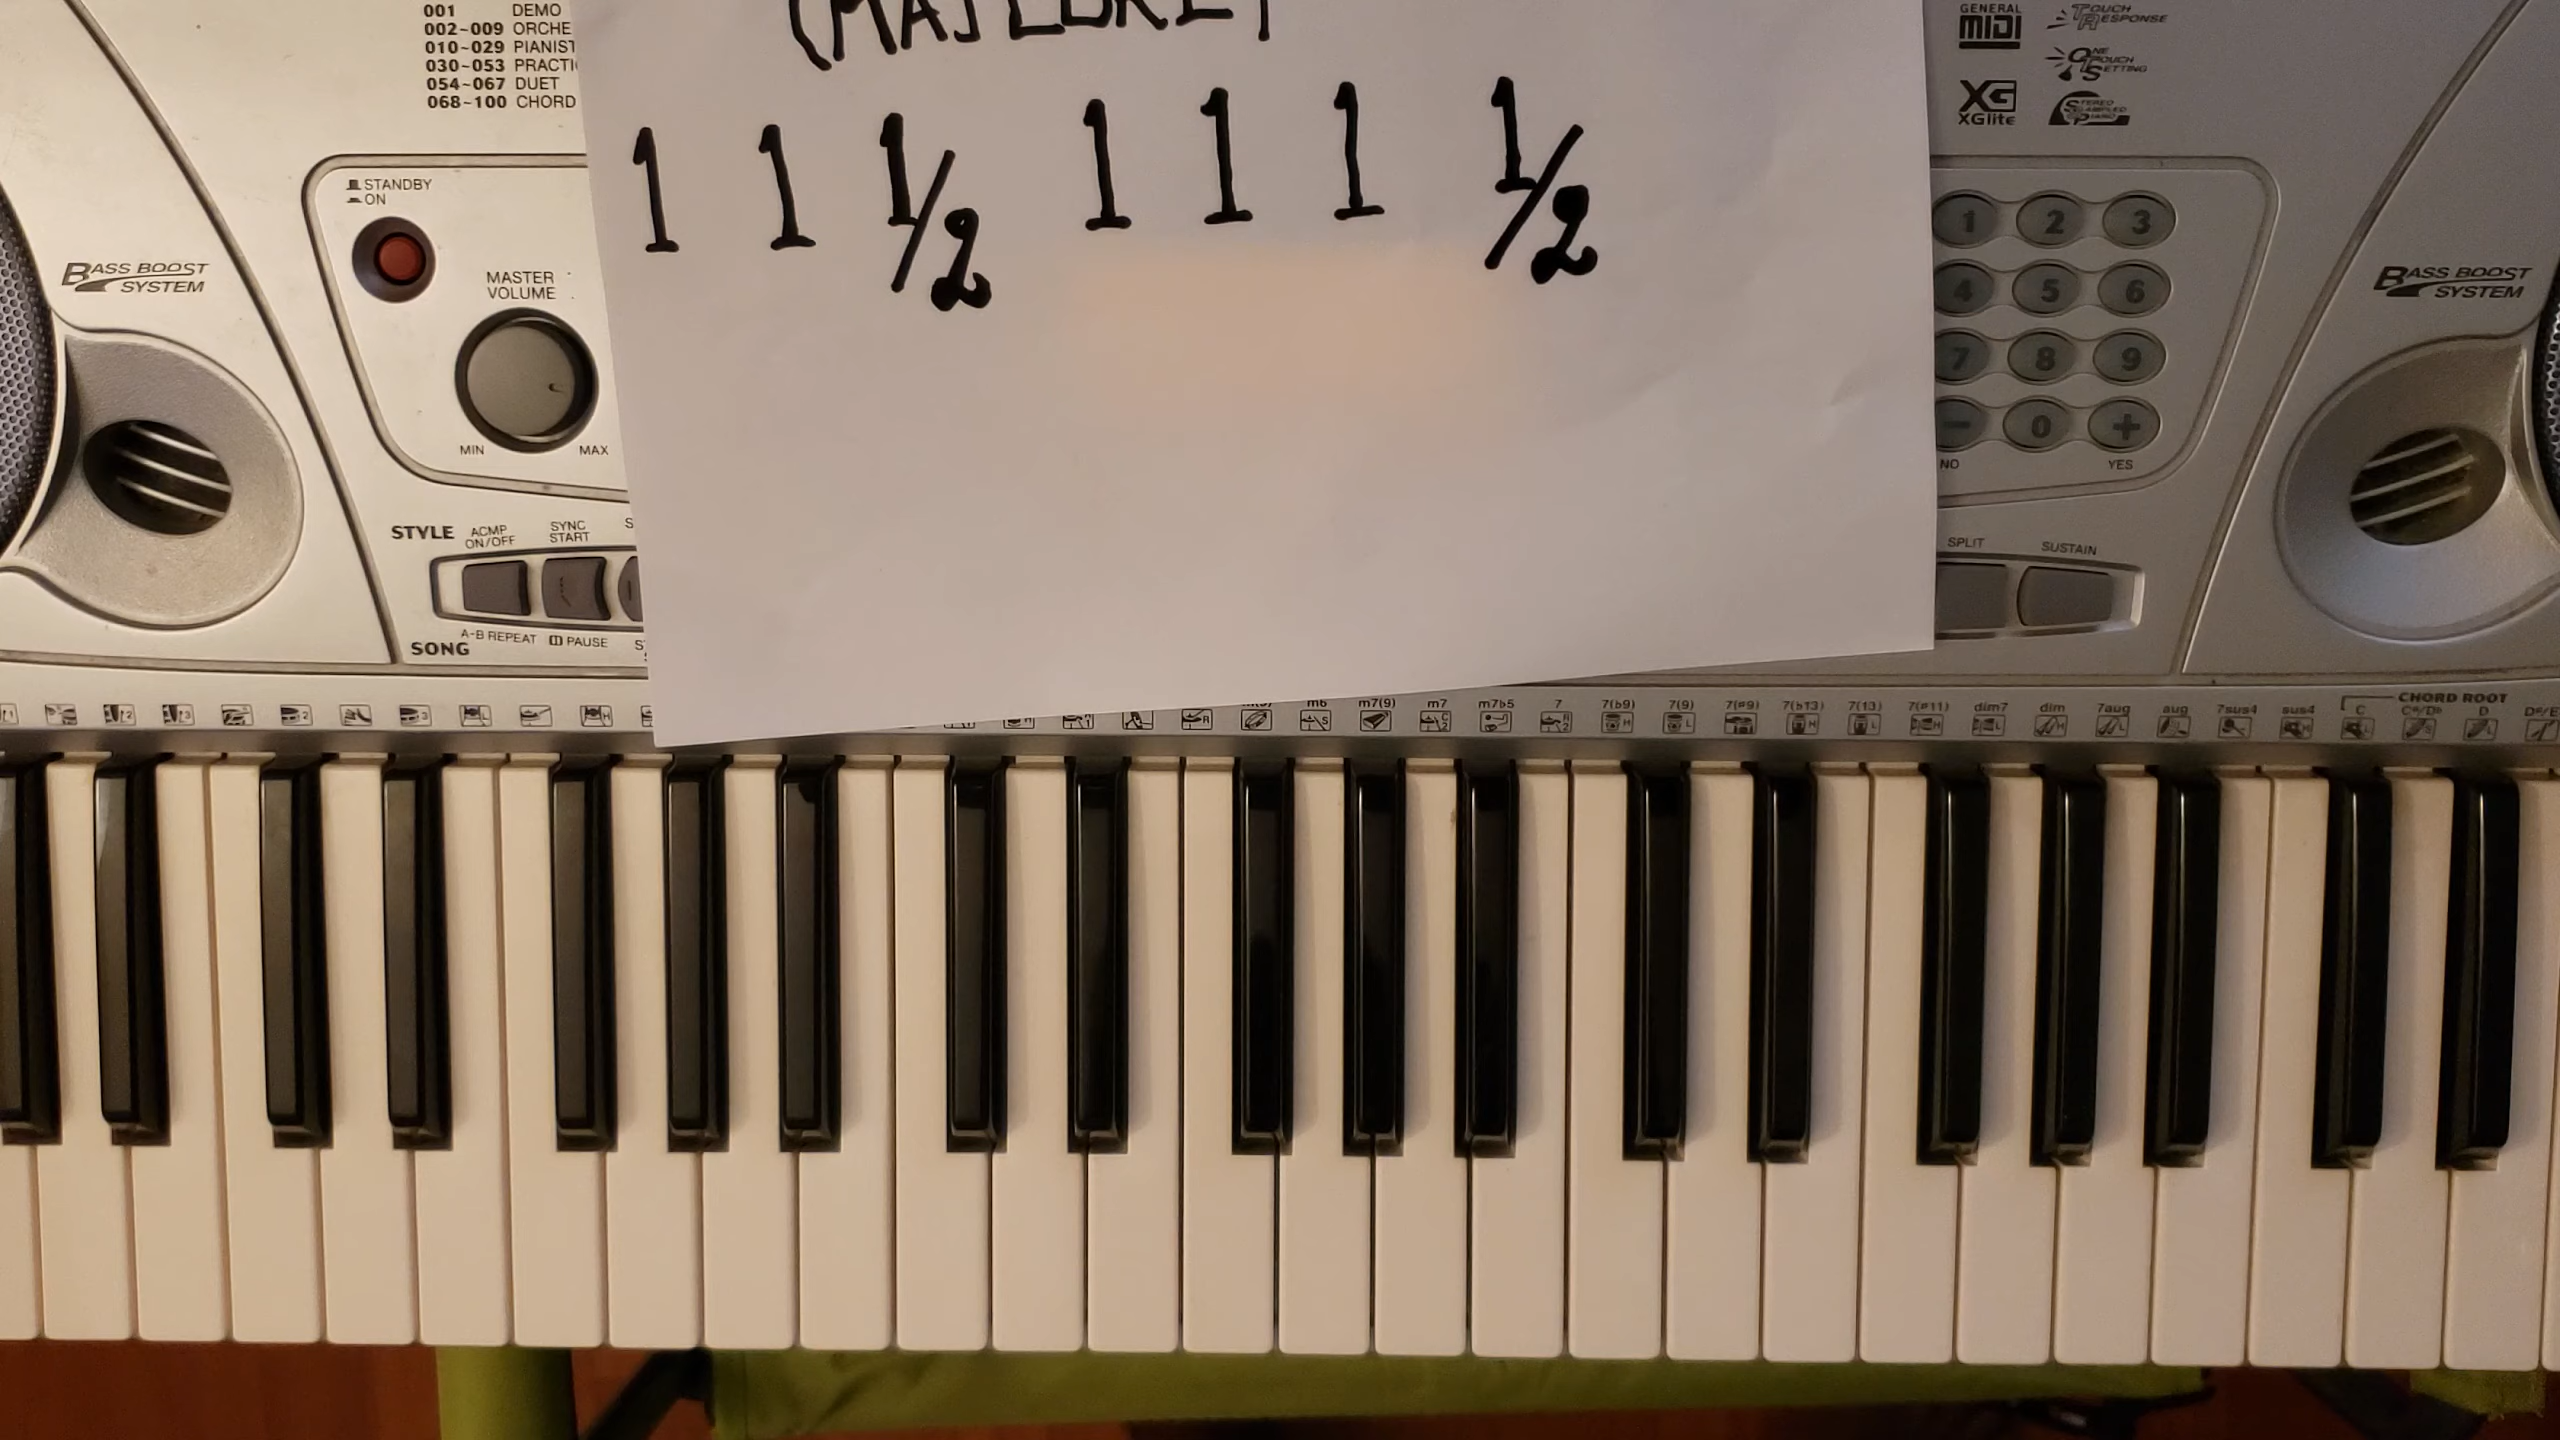 001 DEMO
002~009 ORCHE
010~029 PIANIST
030~053 PRACTI
054~067 DUET
068~100 CHORD
(MAJEURE)
1 1 1/2 1 1 1 1/2
GENERAL MIDI
TOUCH RESPONSE
ONE TOUCH SETTING
XG
XGlite
STEREO SAMPLED PIANO
STANDBY
ON
BASS BOOST SYSTEM
MASTER VOLUME
MIN MAX
1 2 3
4 5 6
7 8 9
- 0 +
NO YES
BASS BOOST SYSTEM
STYLE
ACMP ON/OFF
SYNC START
A-B REPEAT
PAUSE
SONG
SPLIT
SUSTAIN
m6 m7(9) m7 m7b5 7 7(b9) 7(9) 7(#9) 7(b13) 7(13) 7(#11) dim7 dim 7aug aug 7sus4 sus4 C C#/Db D
CHORD ROOT